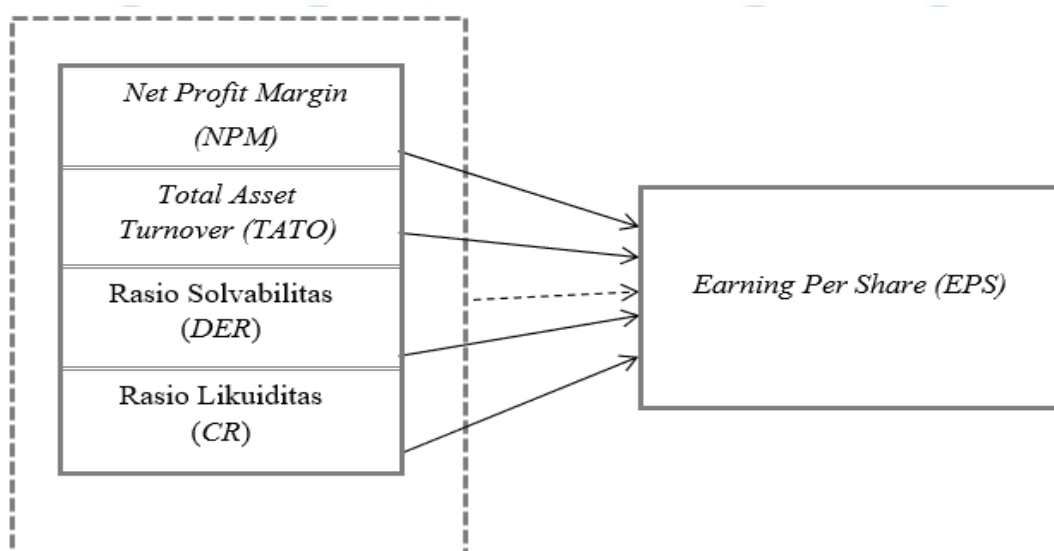 Net Profit Margin
(NPM)
Total Asset
Turnover (TATO)
Rasio Solvabilitas
(DER)
Rasio Likuiditas
(CR)
Earning Per Share (EPS)